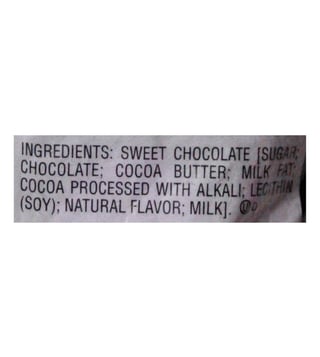 INGREDIENTS: SWEET CHOCOLATE [SUGAR;
CHOCOLATE; COCOA BUTTER; MILK FAT;
COCOA PROCESSED WITH ALKALI; LECITHIN
(SOY); NATURAL FLAVOR; MILK]. Ⓤ D